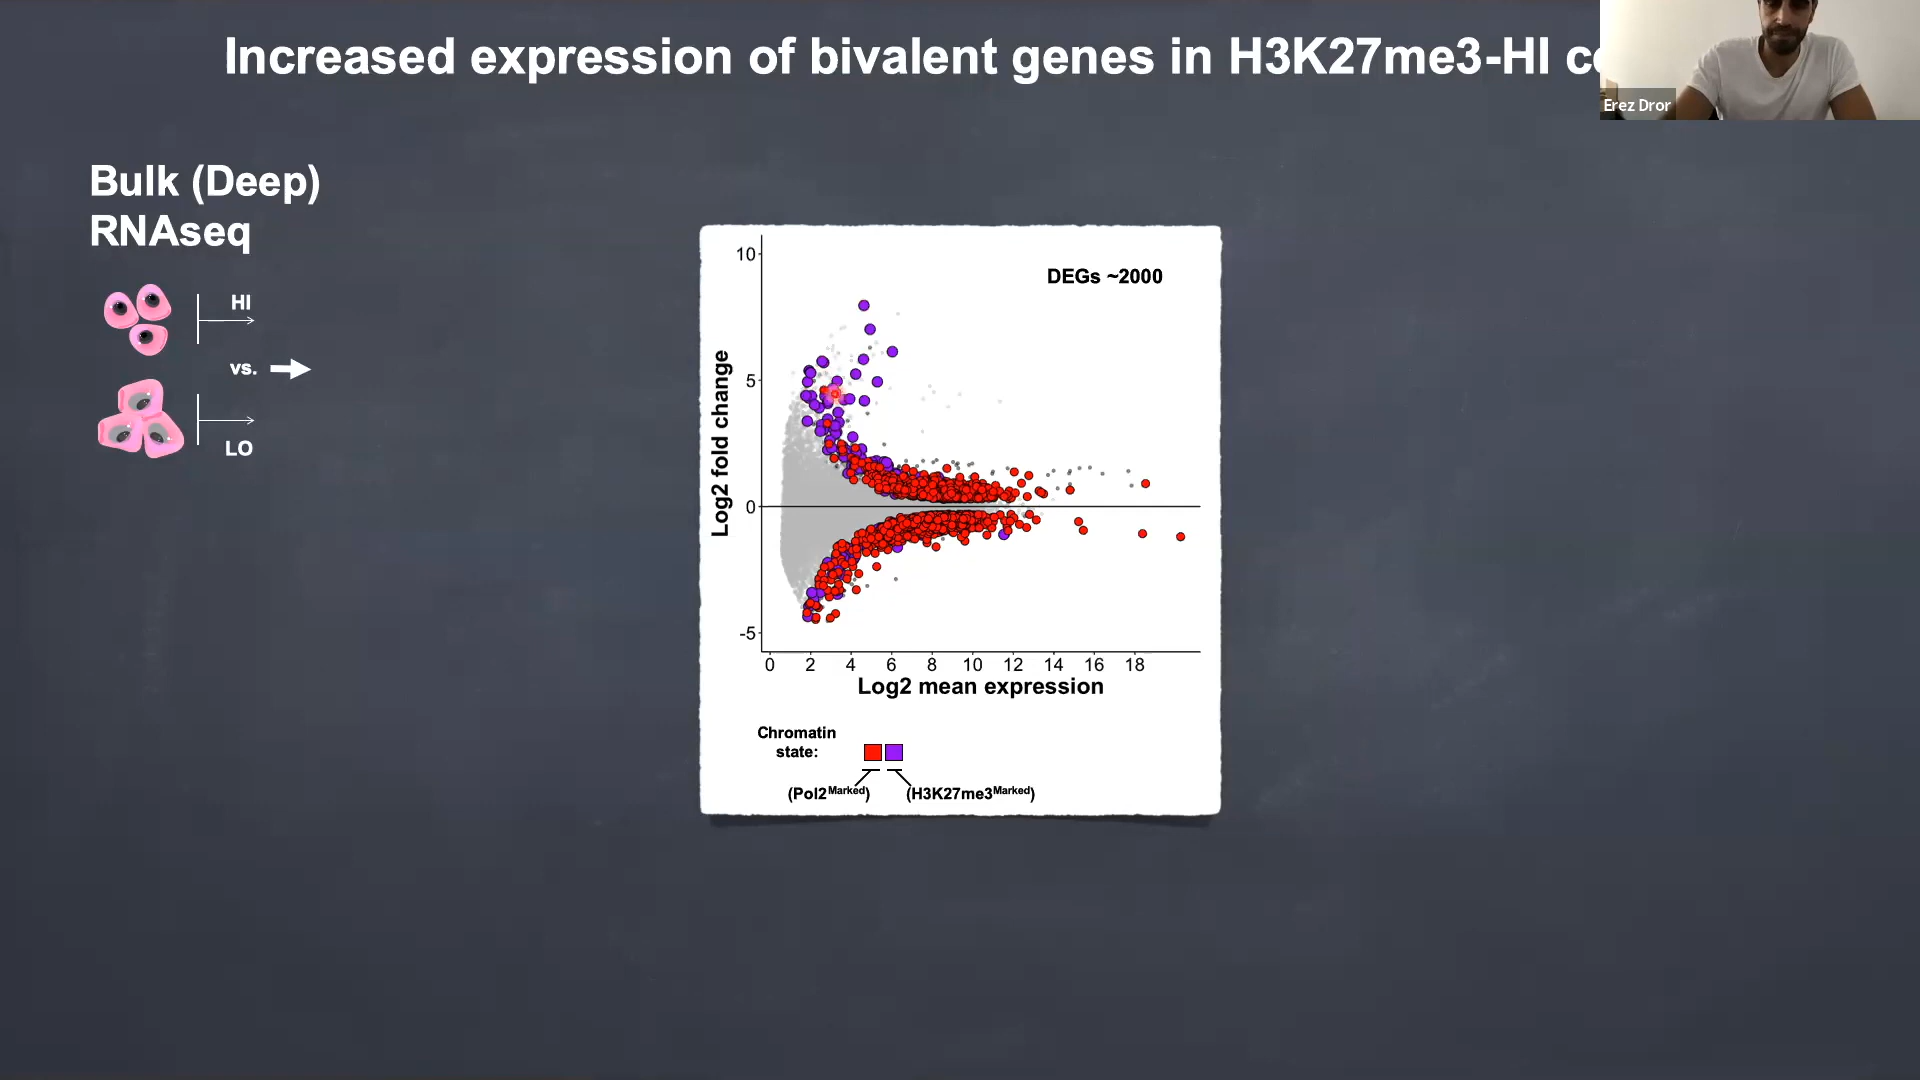 Increased expression of bivalent genes in H3K27me3-HI
Erez Dror
Bulk (Deep)
RNAseq
HI
vs.
LO
DEGs ~2000
Log2 fold change
10
5
0
-5
0 2 4 6 8 10 12 14 16 18
Log2 mean expression
Chromatin
state:
(Pol2Marked) (H3K27me3Marked)